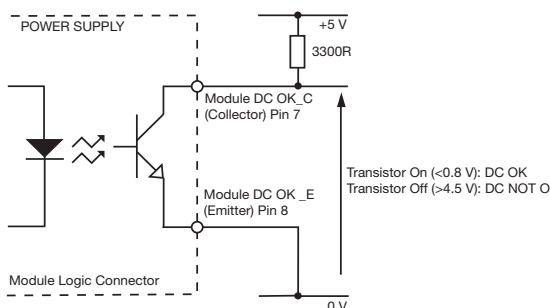 POWER SUPPLY
+5 V
3300R
Module DC OK_C
(Collector) Pin 7
Transistor On (<0.8 V): DC OK
Transistor Off (>4.5 V): DC NOT O
Module DC OK _E
(Emitter) Pin 8
Module Logic Connector
0 V